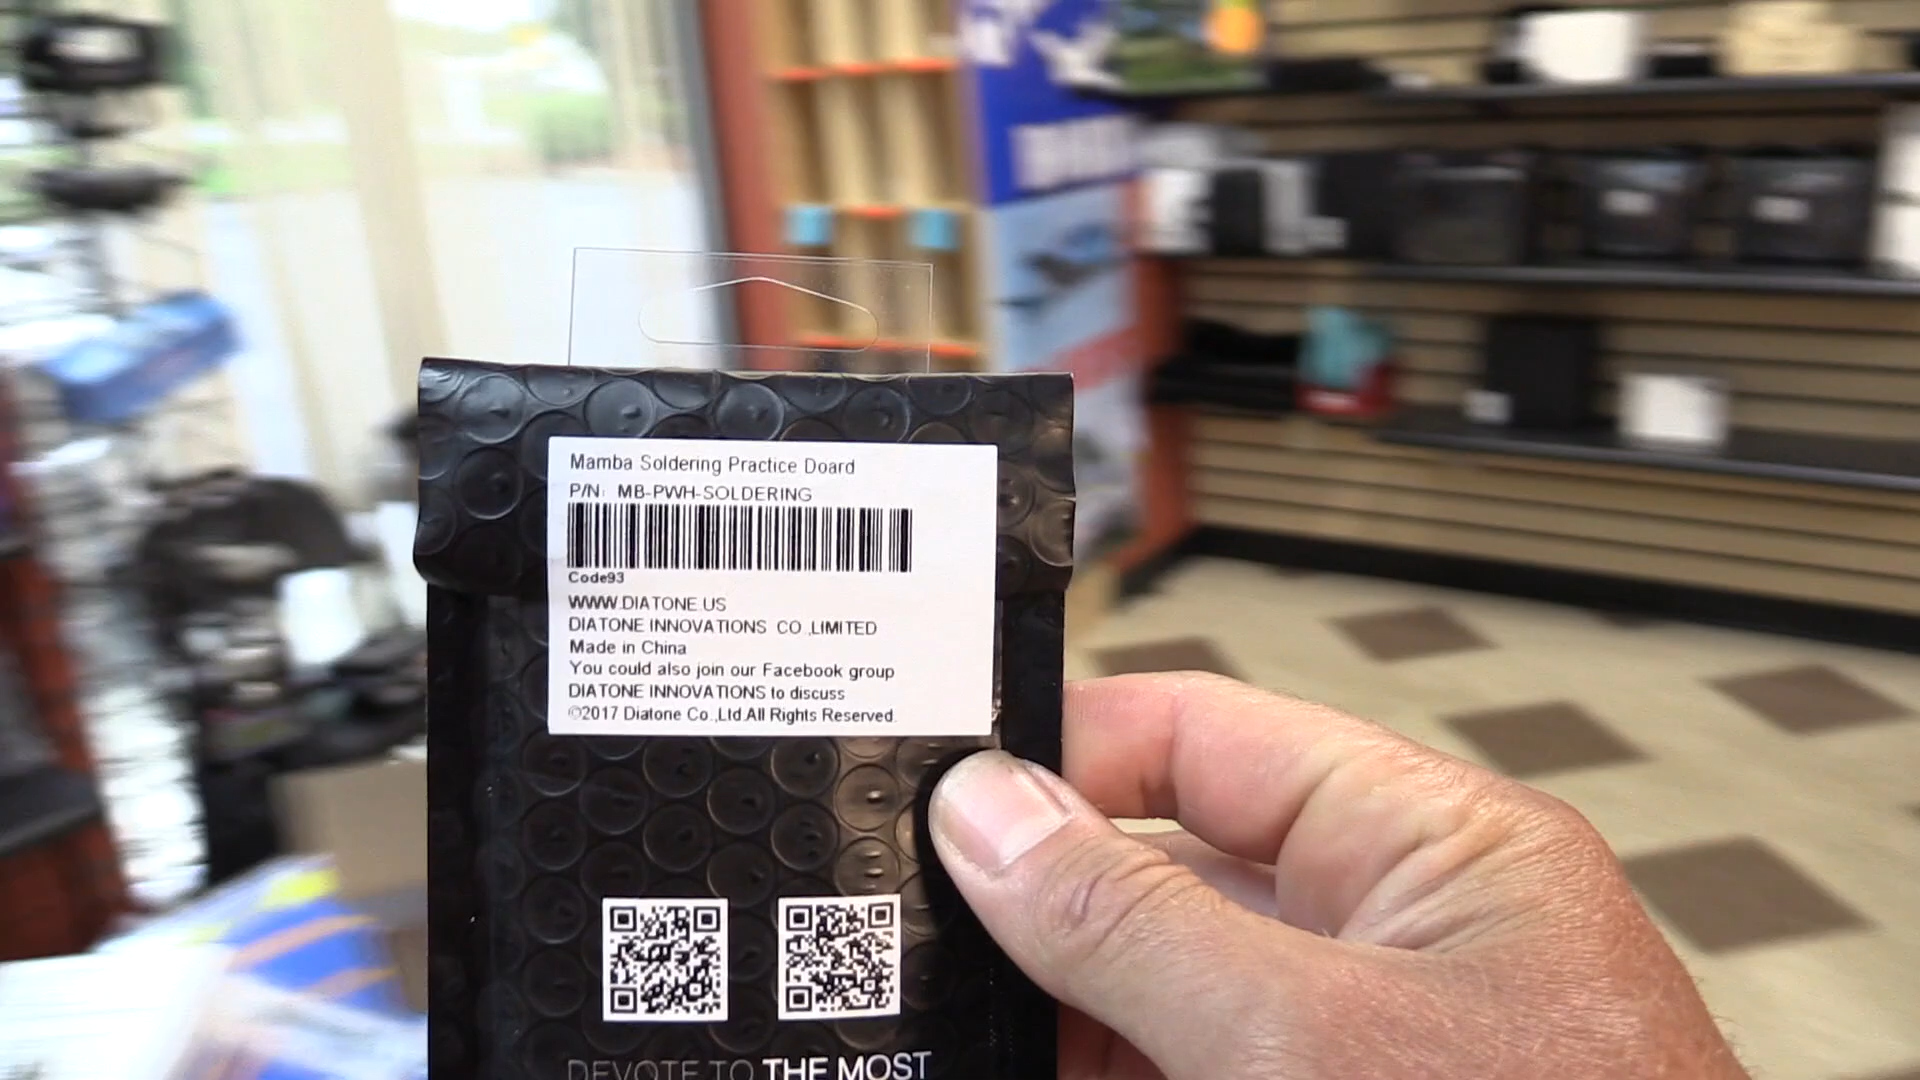 Mamba Soldering Practice Doard
P/N: MB-PWH-SOLDERING
Code93
WWW.DIATONE.US
DIATONE INNOVATIONS CO.,LIMITED
Made in China
You could also join our Facebook group
DIATONE INNOVATIONS to discuss
©2017 Diatone Co.,Ltd.All Rights Reserved.
DEVOTE TO THE MOST